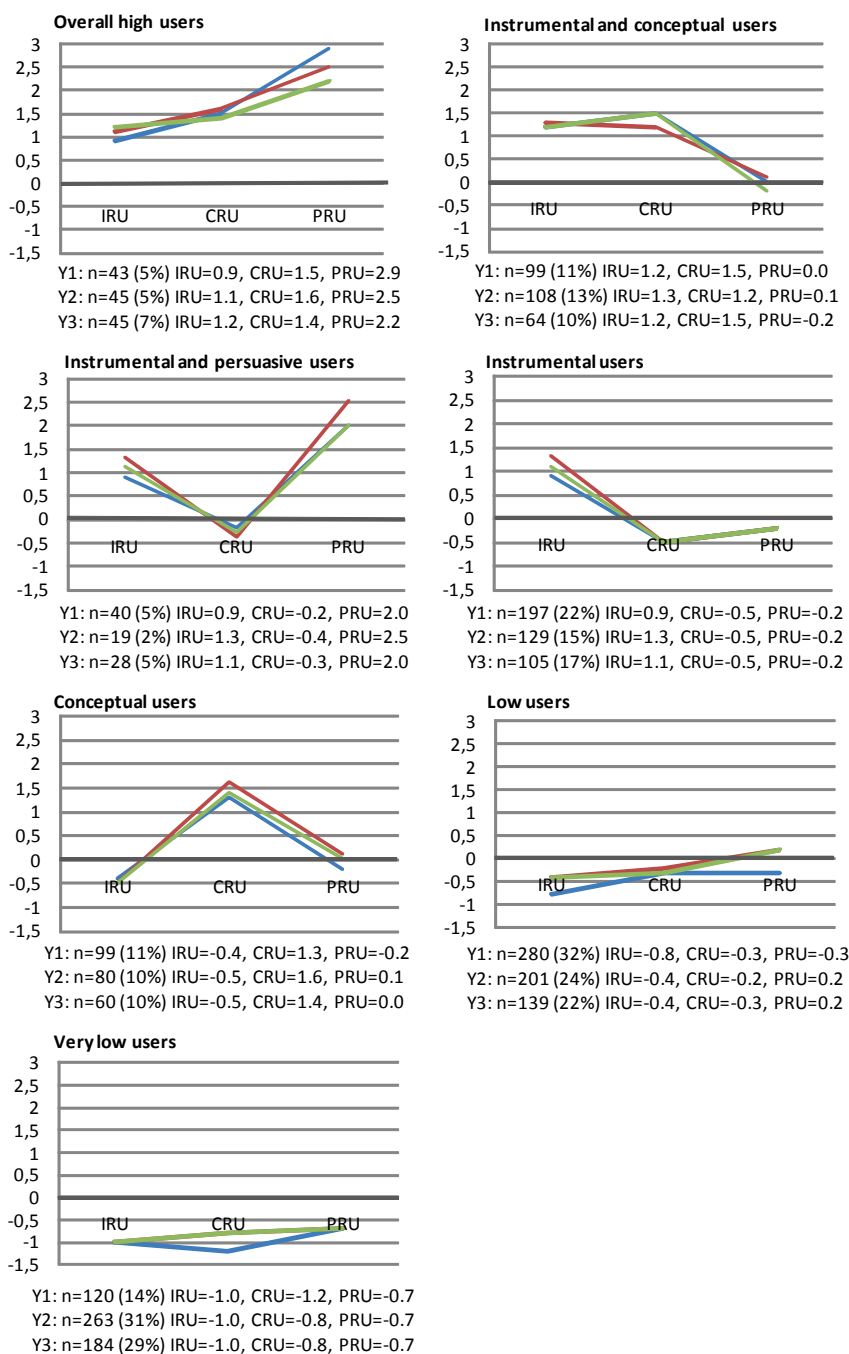 Overall high users
3
2,5
2
1,5
1
0,5
0
-0,5
-1
-1,5
IRU CRU PRU
Y1: n=43 (5%) IRU=0.9, CRU=1.5, PRU=2.9
Y2: n=45 (5%) IRU=1.1, CRU=1.6, PRU=2.5
Y3: n=45 (7%) IRU=1.2, CRU=1.4, PRU=2.2
Instrumental and conceptual users
3
2,5
2
1,5
1
0,5
0
-0,5
-1
-1,5
IRU CRU PRU
Y1: n=99 (11%) IRU=1.2, CRU=1.5, PRU=0.0
Y2: n=108 (13%) IRU=1.3, CRU=1.2, PRU=0.1
Y3: n=64 (10%) IRU=1.2, CRU=1.5, PRU=-0.2
Instrumental and persuasive users
3
2,5
2
1,5
1
0,5
0
-0,5
-1
-1,5
IRU CRU PRU
Y1: n=40 (5%) IRU=0.9, CRU=-0.2, PRU=2.0
Y2: n=19 (2%) IRU=1.3, CRU=-0.4, PRU=2.5
Y3: n=28 (5%) IRU=1.1, CRU=-0.3, PRU=2.0
Instrumental users
3
2,5
2
1,5
1
0,5
0
-0,5
-1
-1,5
IRU CRU PRU
Y1: n=197 (22%) IRU=0.9, CRU=-0.5, PRU=-0.2
Y2: n=129 (15%) IRU=1.3, CRU=-0.5, PRU=-0.2
Y3: n=105 (17%) IRU=1.1, CRU=-0.5, PRU=-0.2
Conceptual users
3
2,5
2
1,5
1
0,5
0
-0,5
-1
-1,5
IRU CRU PRU
Y1: n=99 (11%) IRU=-0.4, CRU=1.3, PRU=-0.2
Y2: n=80 (10%) IRU=-0.5, CRU=1.6, PRU=0.1
Y3: n=60 (10%) IRU=-0.5, CRU=1.4, PRU=0.0
Low users
3
2,5
2
1,5
1
0,5
0
-0,5
-1
-1,5
IRU CRU PRU
Y1: n=280 (32%) IRU=-0.8, CRU=-0.3, PRU=-0.3
Y2: n=201 (24%) IRU=-0.4, CRU=-0.2, PRU=0.2
Y3: n=139 (22%) IRU=-0.4, CRU=-0.3, PRU=0.2
Very low users
3
2,5
2
1,5
1
0,5
0
-0,5
-1
-1,5
IRU CRU PRU
Y1: n=120 (14%) IRU=-1.0, CRU=-1.2, PRU=-0.7
Y2: n=263 (31%) IRU=-1.0, CRU=-0.8, PRU=-0.7
Y3: n=184 (29%) IRU=-1.0, CRU=-0.8, PRU=-0.7